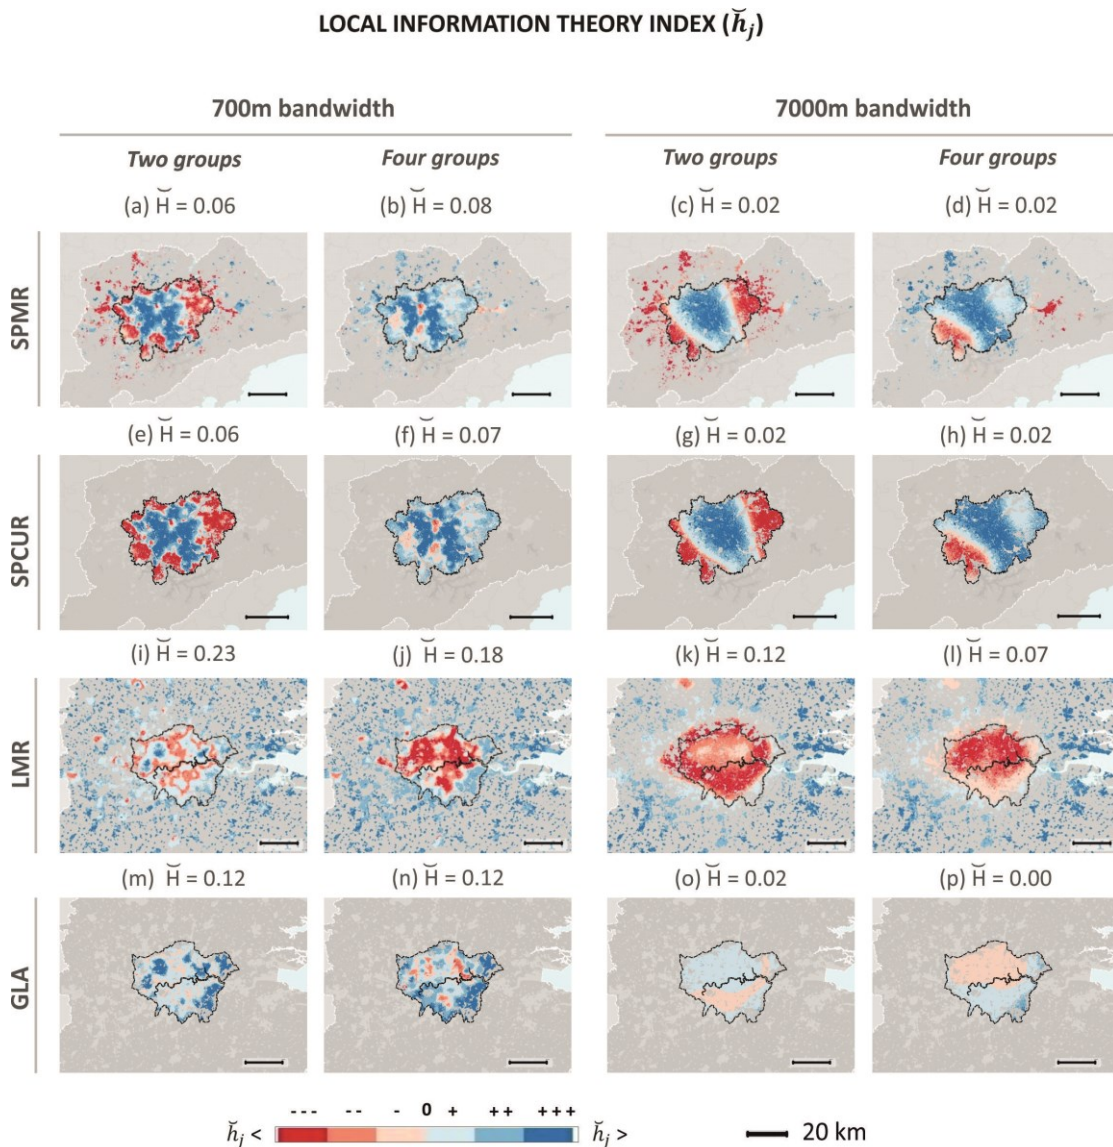 LOCAL INFORMATION THEORY INDEX (h̆ⱼ)
700m bandwidth 7000m bandwidth
Two groups Four groups Two groups Four groups
(a) H̆ = 0.06 (b) H̆ = 0.08 (c) H̆ = 0.02 (d) H̆ = 0.02
SPMR
(e) H̆ = 0.06 (f) H̆ = 0.07 (g) H̆ = 0.02 (h) H̆ = 0.02
SPCUR
(i) H̆ = 0.23 (j) H̆ = 0.18 (k) H̆ = 0.12 (l) H̆ = 0.07
LMR
(m) H̆ = 0.12 (n) H̆ = 0.12 (o) H̆ = 0.02 (p) H̆ = 0.00
GLA
--- -- - 0 + ++ +++
h̆ⱼ < h̆ⱼ > 20 km